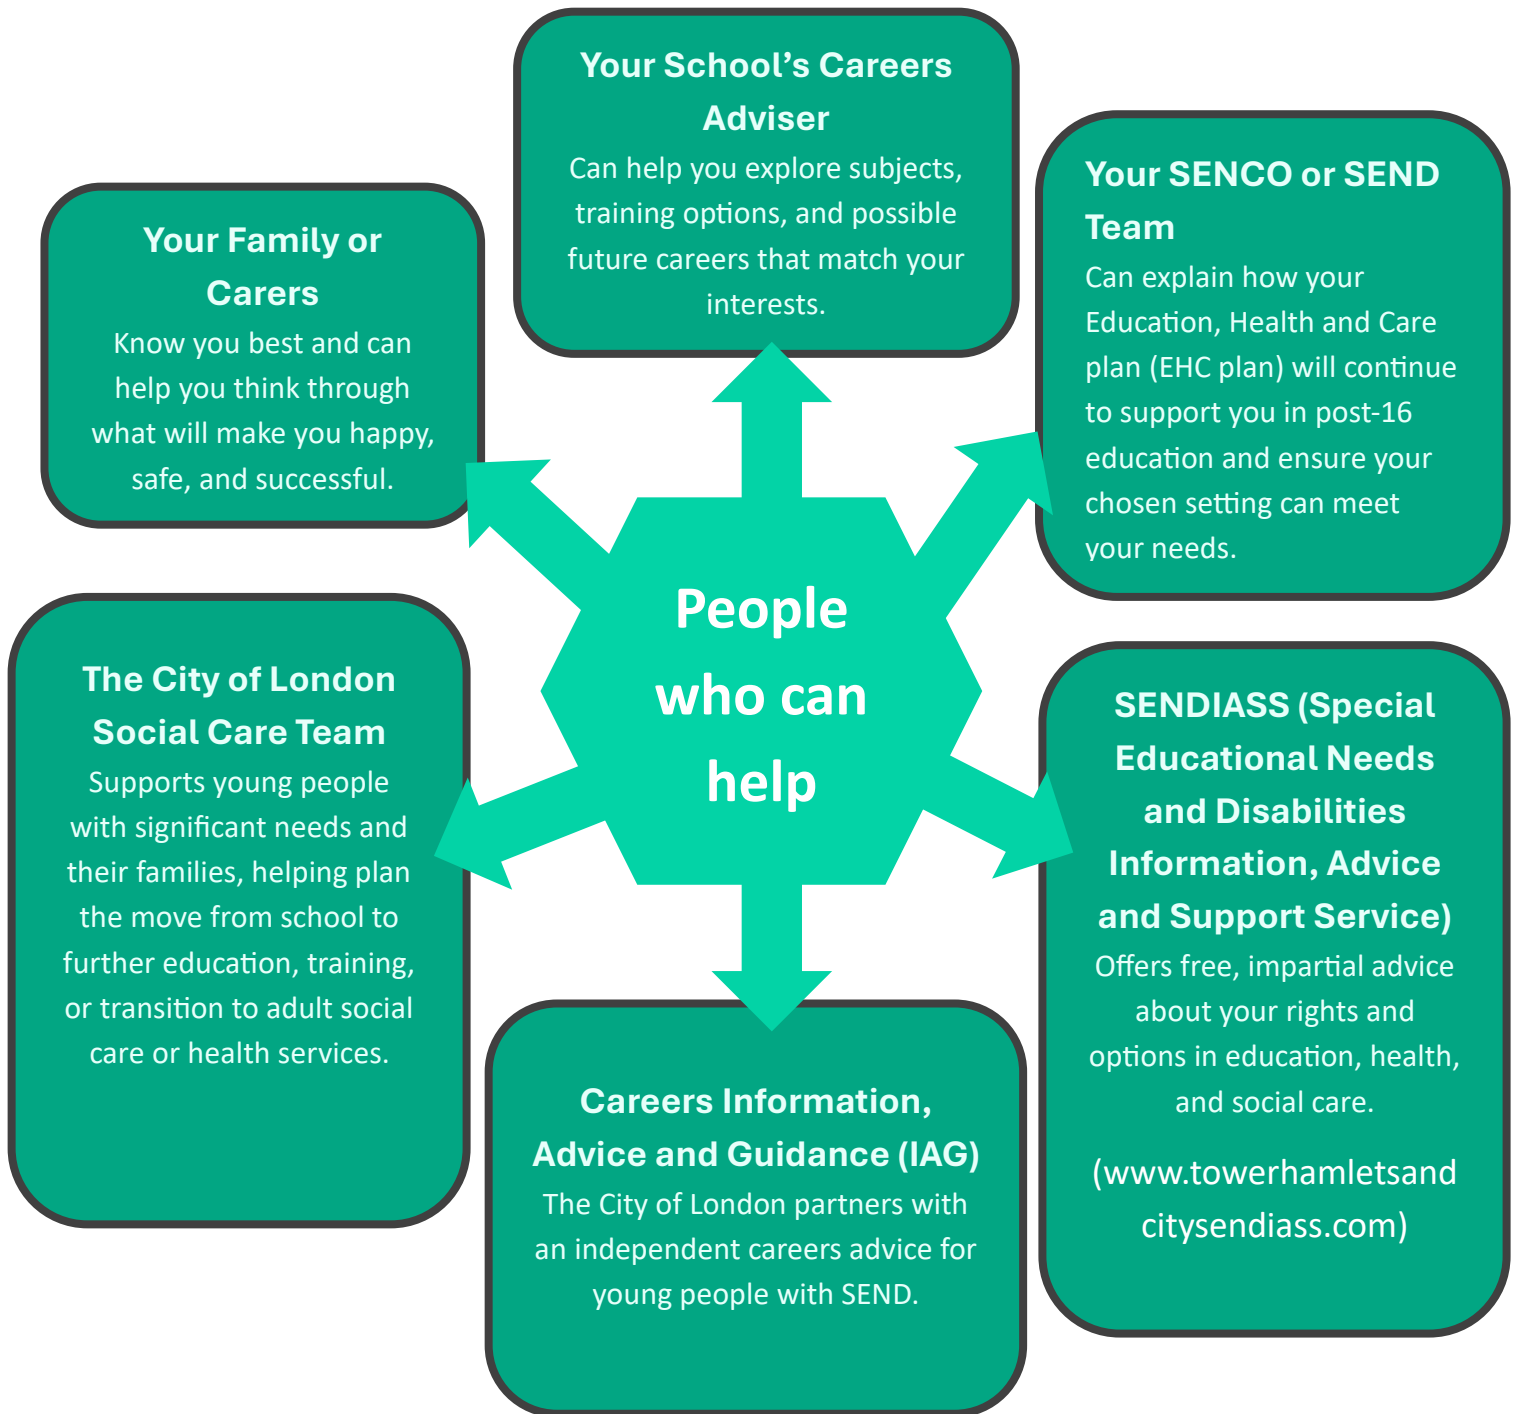 Your School’s Careers
Adviser
Can help you explore subjects,
training options, and possible
future careers that match your
interests.
Your SENCO or SEND
Team
Can explain how your
Education, Health and Care
plan (EHC plan) will continue
to support you in post-16
education and ensure your
chosen setting can meet
your needs.
Your Family or
Carers
Know you best and can
help you think through
what will make you happy,
safe, and successful.
People
who can
help
The City of London
Social Care Team
Supports young people
with significant needs and
their families, helping plan
the move from school to
further education, training,
or transition to adult social
care or health services.
SENDIASS (Special
Educational Needs
and Disabilities
Information, Advice
and Support Service)
Offers free, impartial advice
about your rights and
options in education, health,
and social care.
(www.towerhamletsand
citysendiass.com)
Careers Information,
Advice and Guidance (IAG)
The City of London partners with
an independent careers advice for
young people with SEND.